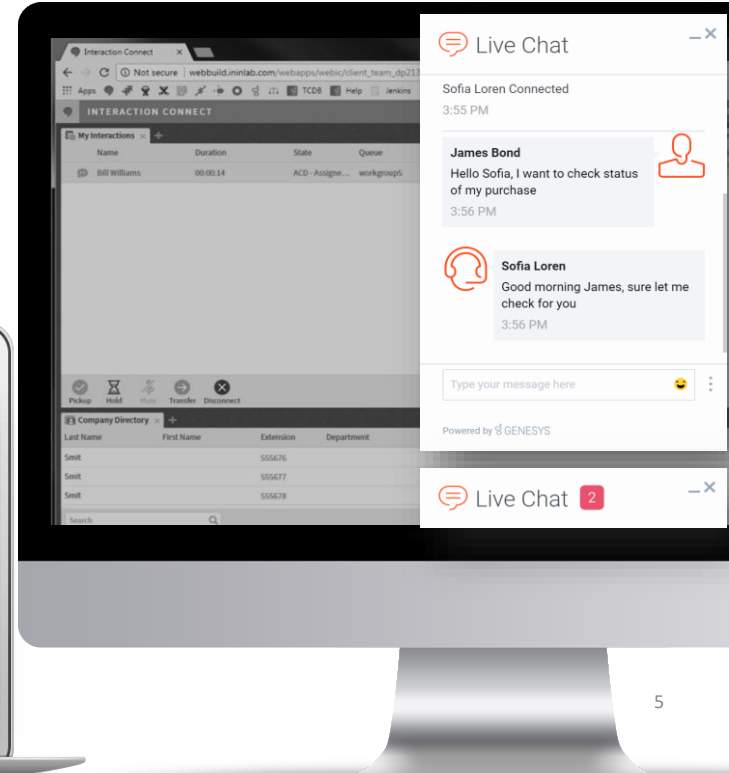 Interaction Connect
Not secure | webbuild.ininlab.com/webapps/webic/client_team_dp213
Apps TCDB Help Jenkins
INTERACTION CONNECT
My Interactions
Name Duration State Queue
Bill Williams 00:00:14 ACD - Assigne... workgroup5
Pickup Hold Mute Transfer Disconnect
Company Directory
Last Name First Name Extension Department
Smit 555676
Smit 555677
Smit 555678
Search
Live Chat
Sofia Loren Connected
3:55 PM
James Bond
Hello Sofia, I want to check status
of my purchase
3:56 PM
Sofia Loren
Good morning James, sure let me
check for you
3:56 PM
Type your message here
Powered by GENESYS
Live Chat 2
5